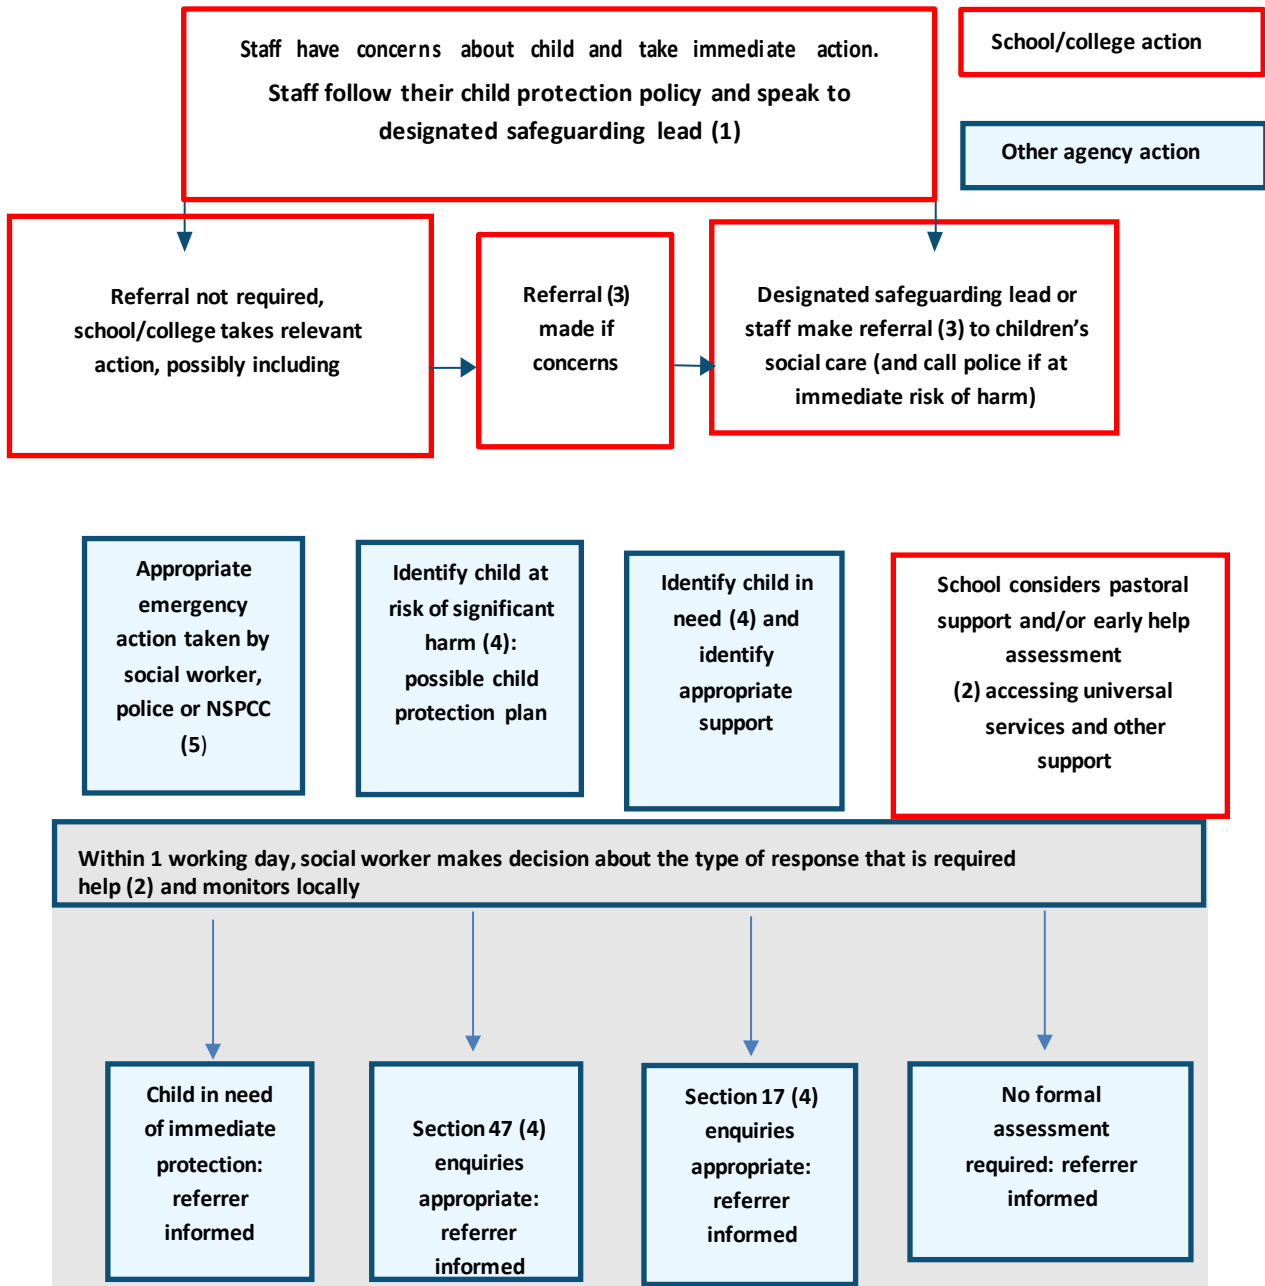 Staff have concerns about child and take immediate action.
Staff follow their child protection policy and speak to
designated safeguarding lead (1)
School/college action
Other agency action
Referral not required,
school/college takes relevant
action, possibly including
Referral (3)
made if
concerns
Designated safeguarding lead or
staff make referral (3) to children’s
social care (and call police if at
immediate risk of harm)
Appropriate
emergency
action taken by
social worker,
police or NSPCC
(5)
Identify child at
risk of significant
harm (4):
possible child
protection plan
Identify child in
need (4) and
identify
appropriate
support
School considers pastoral
support and/or early help
assessment
(2) accessing universal
services and other
support
Within 1 working day, social worker makes decision about the type of response that is required
help (2) and monitors locally
Child in need
of immediate
protection:
referrer
informed
Section 47 (4)
enquiries
appropriate:
referrer
informed
Section 17 (4)
enquiries
appropriate:
referrer
informed
No formal
assessment
required: referrer
informed